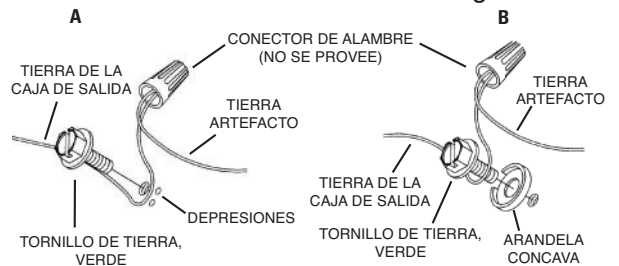 A
B
CONECTOR DE ALAMBRE
(NO SE PROVEE)
TIERRA DE LA
CAJA DE SALIDA
TIERRA
ARTEFACTO
TIERRA
ARTEFACTO
TIERRA DE LA
CAJA DE SALIDA
DEPRESIONES
TORNILLO DE TIERRA,
VERDE
TORNILLO DE TIERRA,
VERDE
ARANDELA
CONCAVA